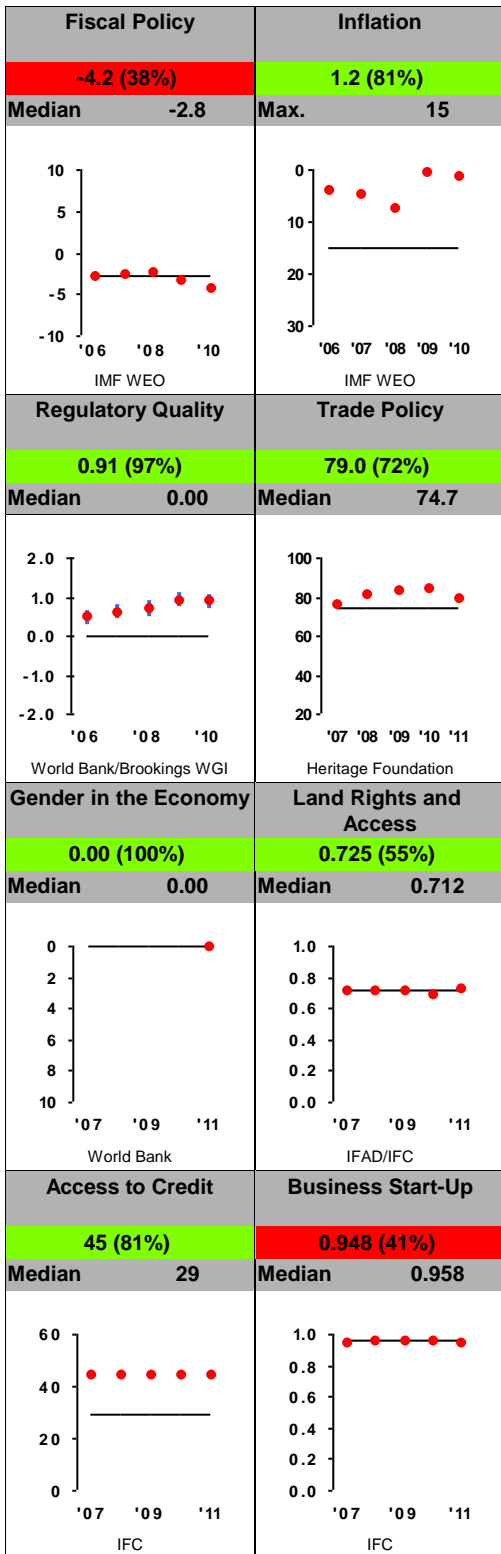 Fiscal Policy
-4.2 (38%)
Median -2.8
10
5
0
-5
-10
'06 '08 '10
IMF WEO
Inflation
1.2 (81%)
Max. 15
0
10
20
30
'06 '07 '08 '09 '10
IMF WEO
Regulatory Quality
0.91 (97%)
Median 0.00
2.0
1.0
0.0
-1.0
-2.0
'06 '08 '10
World Bank/Brookings WGI
Trade Policy
79.0 (72%)
Median 74.7
100
80
60
40
20
'07 '08 '09 '10 '11
Heritage Foundation
Gender in the Economy
0.00 (100%)
Median 0.00
0
2
4
6
8
10
'07 '09 '11
World Bank
Land Rights and
Access
0.725 (55%)
Median 0.712
1.0
0.8
0.6
0.4
0.2
0.0
'07 '09 '11
IFAD/IFC
Access to Credit
45 (81%)
Median 29
60
40
20
0
'07 '09 '11
IFC
Business Start-Up
0.948 (41%)
Median 0.958
1.0
0.8
0.6
0.4
0.2
0.0
'07 '09 '11
IFC